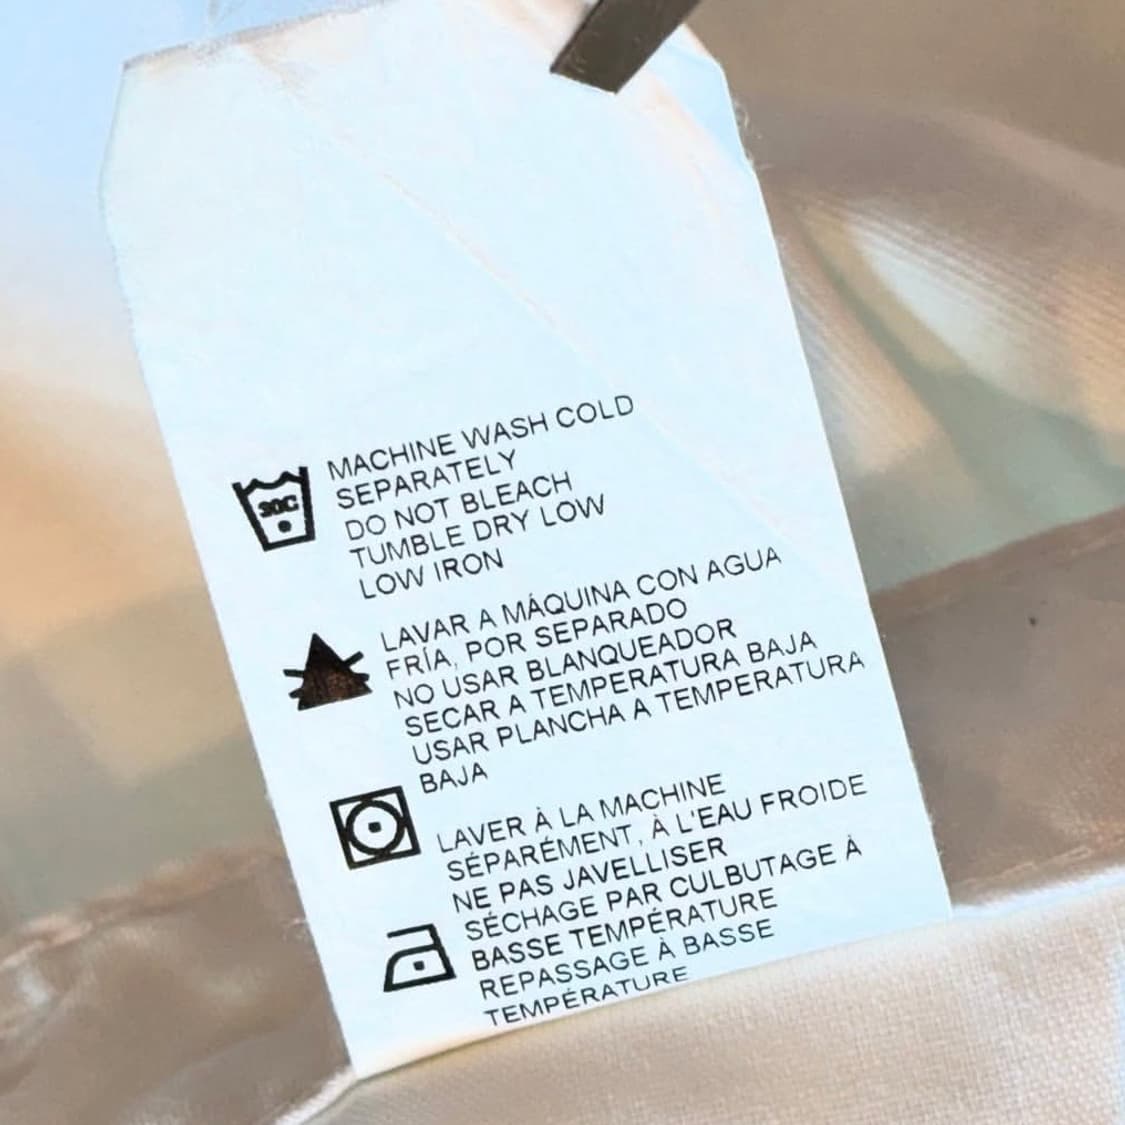 30C
MACHINE WASH COLD
SEPARATELY
DO NOT BLEACH
TUMBLE DRY LOW
LOW IRON
LAVAR A MÁQUINA CON AGUA
FRÍA, POR SEPARADO
NO USAR BLANQUEADOR
SECAR A TEMPERATURA BAJA
USAR PLANCHA A TEMPERATURA
BAJA
LAVER À LA MACHINE
SÉPARÉMENT, À L'EAU FROIDE
NE PAS JAVELLISER
SÉCHAGE PAR CULBUTAGE À
BASSE TEMPÉRATURE
REPASSAGE À BASSE
TEMPÉRATURE